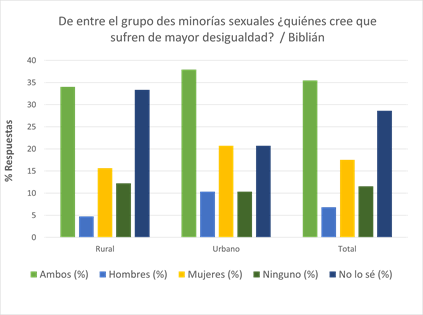 De entre el grupo des minorías sexuales ¿quiénes cree que
sufren de mayor desigualdad?  / Biblián
% Respuestas
40
35
30
25
20
15
10
5
0
Rural Urbano Total
Ambos (%) Hombres (%) Mujeres (%) Ninguno (%) No lo sé (%)